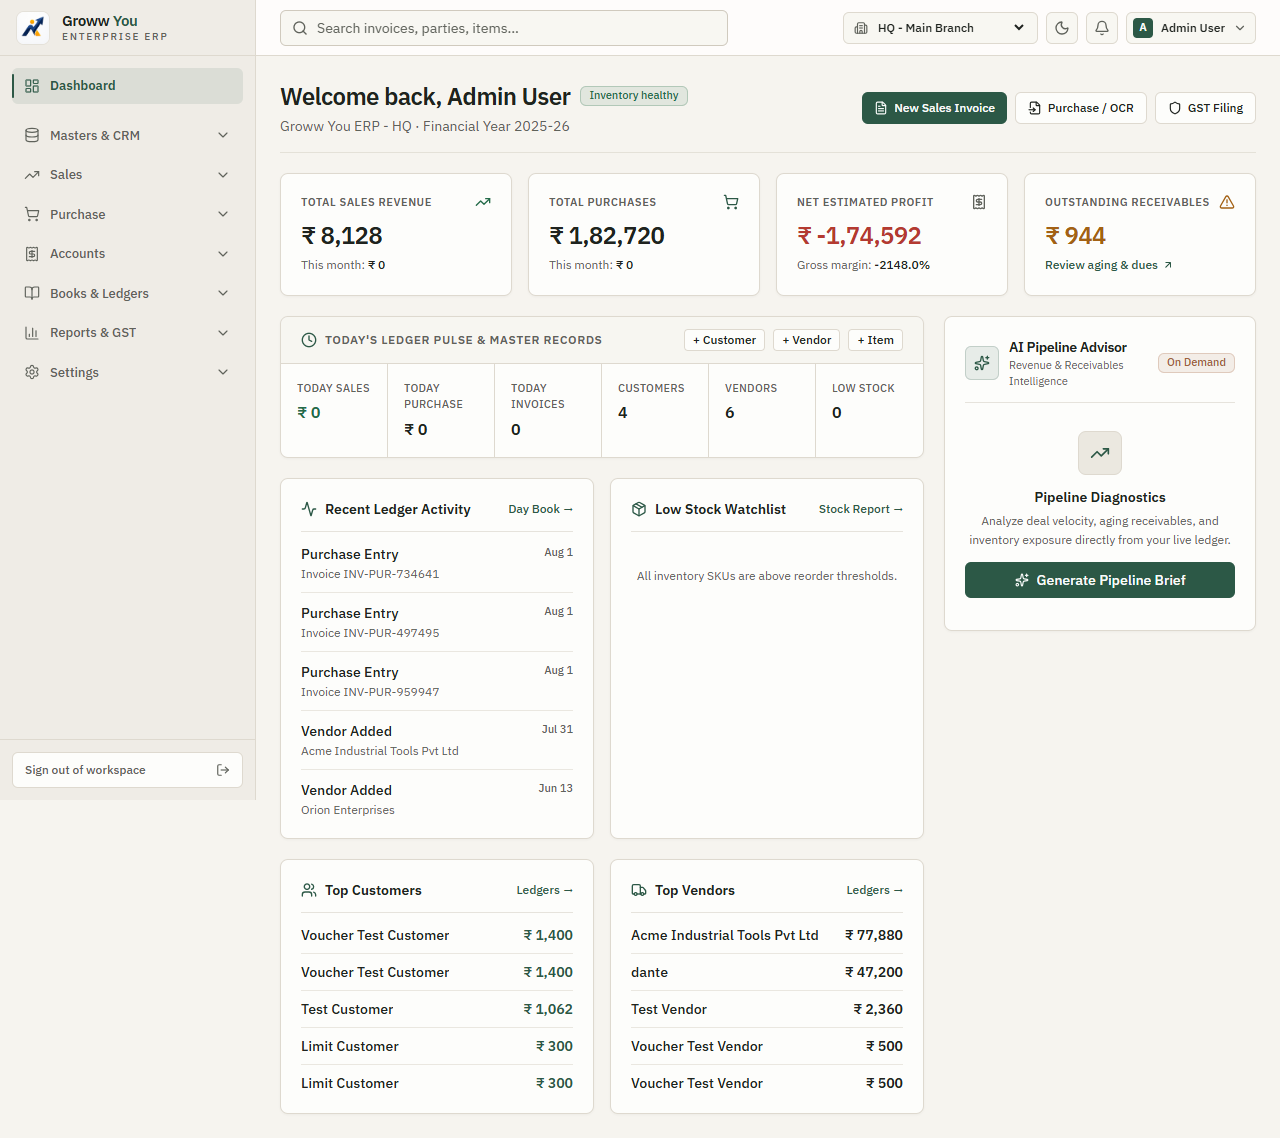 Groww You
ENTERPRISE ERP
Search invoices, parties, items...
HQ - Main Branch
A
Admin User
Dashboard
Masters & CRM
Sales
Purchase
Accounts
Books & Ledgers
Reports & GST
Settings
Sign out of workspace
Welcome back, Admin User
Inventory healthy
Groww You ERP - HQ · Financial Year 2025-26
New Sales Invoice
Purchase / OCR
GST Filing
TOTAL SALES REVENUE
₹ 8,128
This month: ₹ 0
TOTAL PURCHASES
₹ 1,82,720
This month: ₹ 0
NET ESTIMATED PROFIT
₹ -1,74,592
Gross margin: -2148.0%
OUTSTANDING RECEIVABLES
₹ 944
Review aging & dues
TODAY'S LEDGER PULSE & MASTER RECORDS
+ Customer
+ Vendor
+ Item
TODAY SALES
₹ 0
TODAY
PURCHASE
₹ 0
TODAY
INVOICES
0
CUSTOMERS
4
VENDORS
6
LOW STOCK
0
AI Pipeline Advisor
Revenue & Receivables
Intelligence
On Demand
Pipeline Diagnostics
Analyze deal velocity, aging receivables, and
inventory exposure directly from your live ledger.
Generate Pipeline Brief
Recent Ledger Activity
Day Book →
Purchase Entry
Aug 1
Invoice INV-PUR-734641
Purchase Entry
Aug 1
Invoice INV-PUR-497495
Purchase Entry
Aug 1
Invoice INV-PUR-959947
Vendor Added
Jul 31
Acme Industrial Tools Pvt Ltd
Vendor Added
Jun 13
Orion Enterprises
Low Stock Watchlist
Stock Report →
All inventory SKUs are above reorder thresholds.
Top Customers
Ledgers →
Voucher Test Customer
₹ 1,400
Voucher Test Customer
₹ 1,400
Test Customer
₹ 1,062
Limit Customer
₹ 300
Limit Customer
₹ 300
Top Vendors
Ledgers →
Acme Industrial Tools Pvt Ltd
₹ 77,880
dante
₹ 47,200
Test Vendor
₹ 2,360
Voucher Test Vendor
₹ 500
Voucher Test Vendor
₹ 500